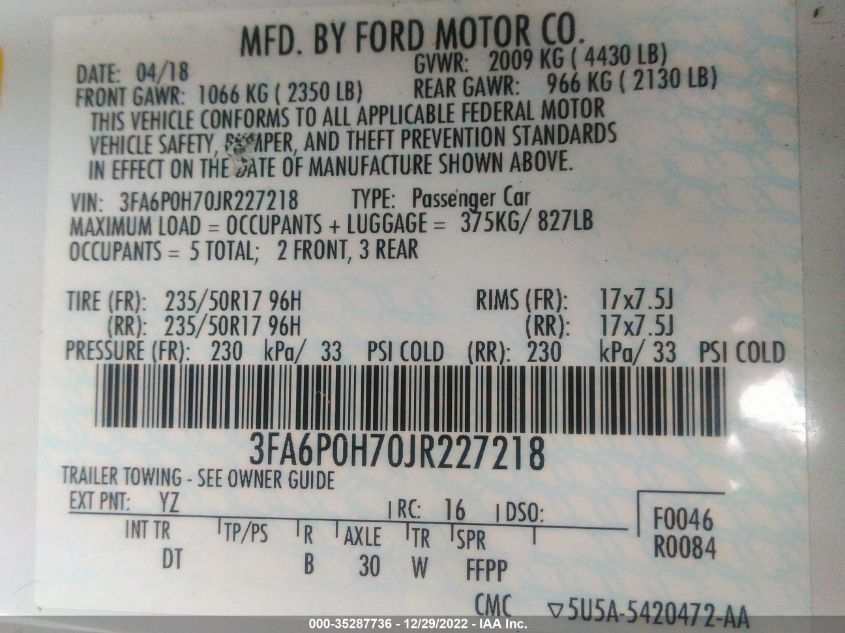 MFD. BY FORD MOTOR CO.
DATE: 04/18 GVWR: 2009 KG ( 4430 LB)
FRONT GAWR: 1066 KG ( 2350 LB) REAR GAWR: 966 KG ( 2130 LB)
THIS VEHICLE CONFORMS TO ALL APPLICABLE FEDERAL MOTOR
VEHICLE SAFETY, AND THEFT PREVENTION STANDARDS
IN EFFECT ON THE DATE OF MANUFACTURE SHOWN ABOVE.
VIN: 3FA6P0H70JR227218 TYPE: Passenger Car
MAXIMUM LOAD = OCCUPANTS + LUGGAGE = 375KG/ 827LB
OCCUPANTS = 5 TOTAL; 2 FRONT, 3 REAR
TIRE (FR): 235/50R17 96H RIMS (FR): 17x7.5J
(RR): 235/50R17 96H (RR): 17x7.5J
PRESSURE (FR): 230 kPa/ 33 PSI COLD (RR): 230 kPa/ 33 PSI COLD
3FA6P0H70JR227218
TRAILER TOWING - SEE OWNER GUIDE
EXT PNT: YZ RC: 16 DSO: F0046
R0084
INT TR TP/PS R AXLE TR SPR
DT B 30 W FFPP
CMC ▽5U5A-5420472-AA
000-35287736 - 12/29/2022 - IAA Inc.